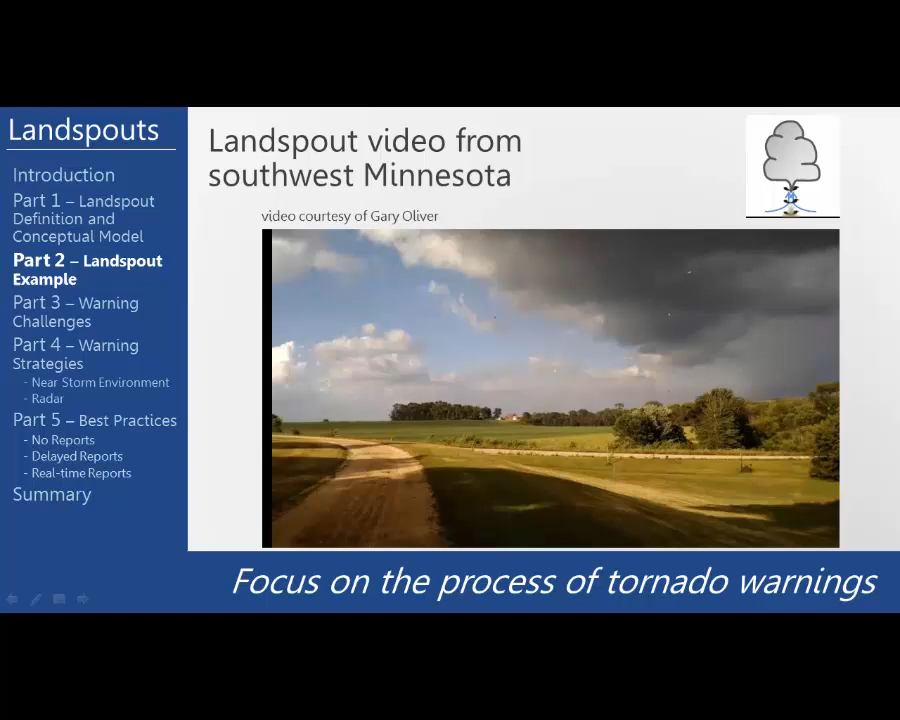 Landspouts
Introduction
Part 1 – Landspout
Definition and
Conceptual Model
Part 2 – Landspout
Example
Part 3 – Warning
Challenges
Part 4 – Warning
Strategies
- Near Storm Environment
- Radar
Part 5 – Best Practices
- No Reports
- Delayed Reports
- Real-time Reports
Summary
Landspout video from
southwest Minnesota
video courtesy of Gary Oliver
Focus on the process of tornado warnings